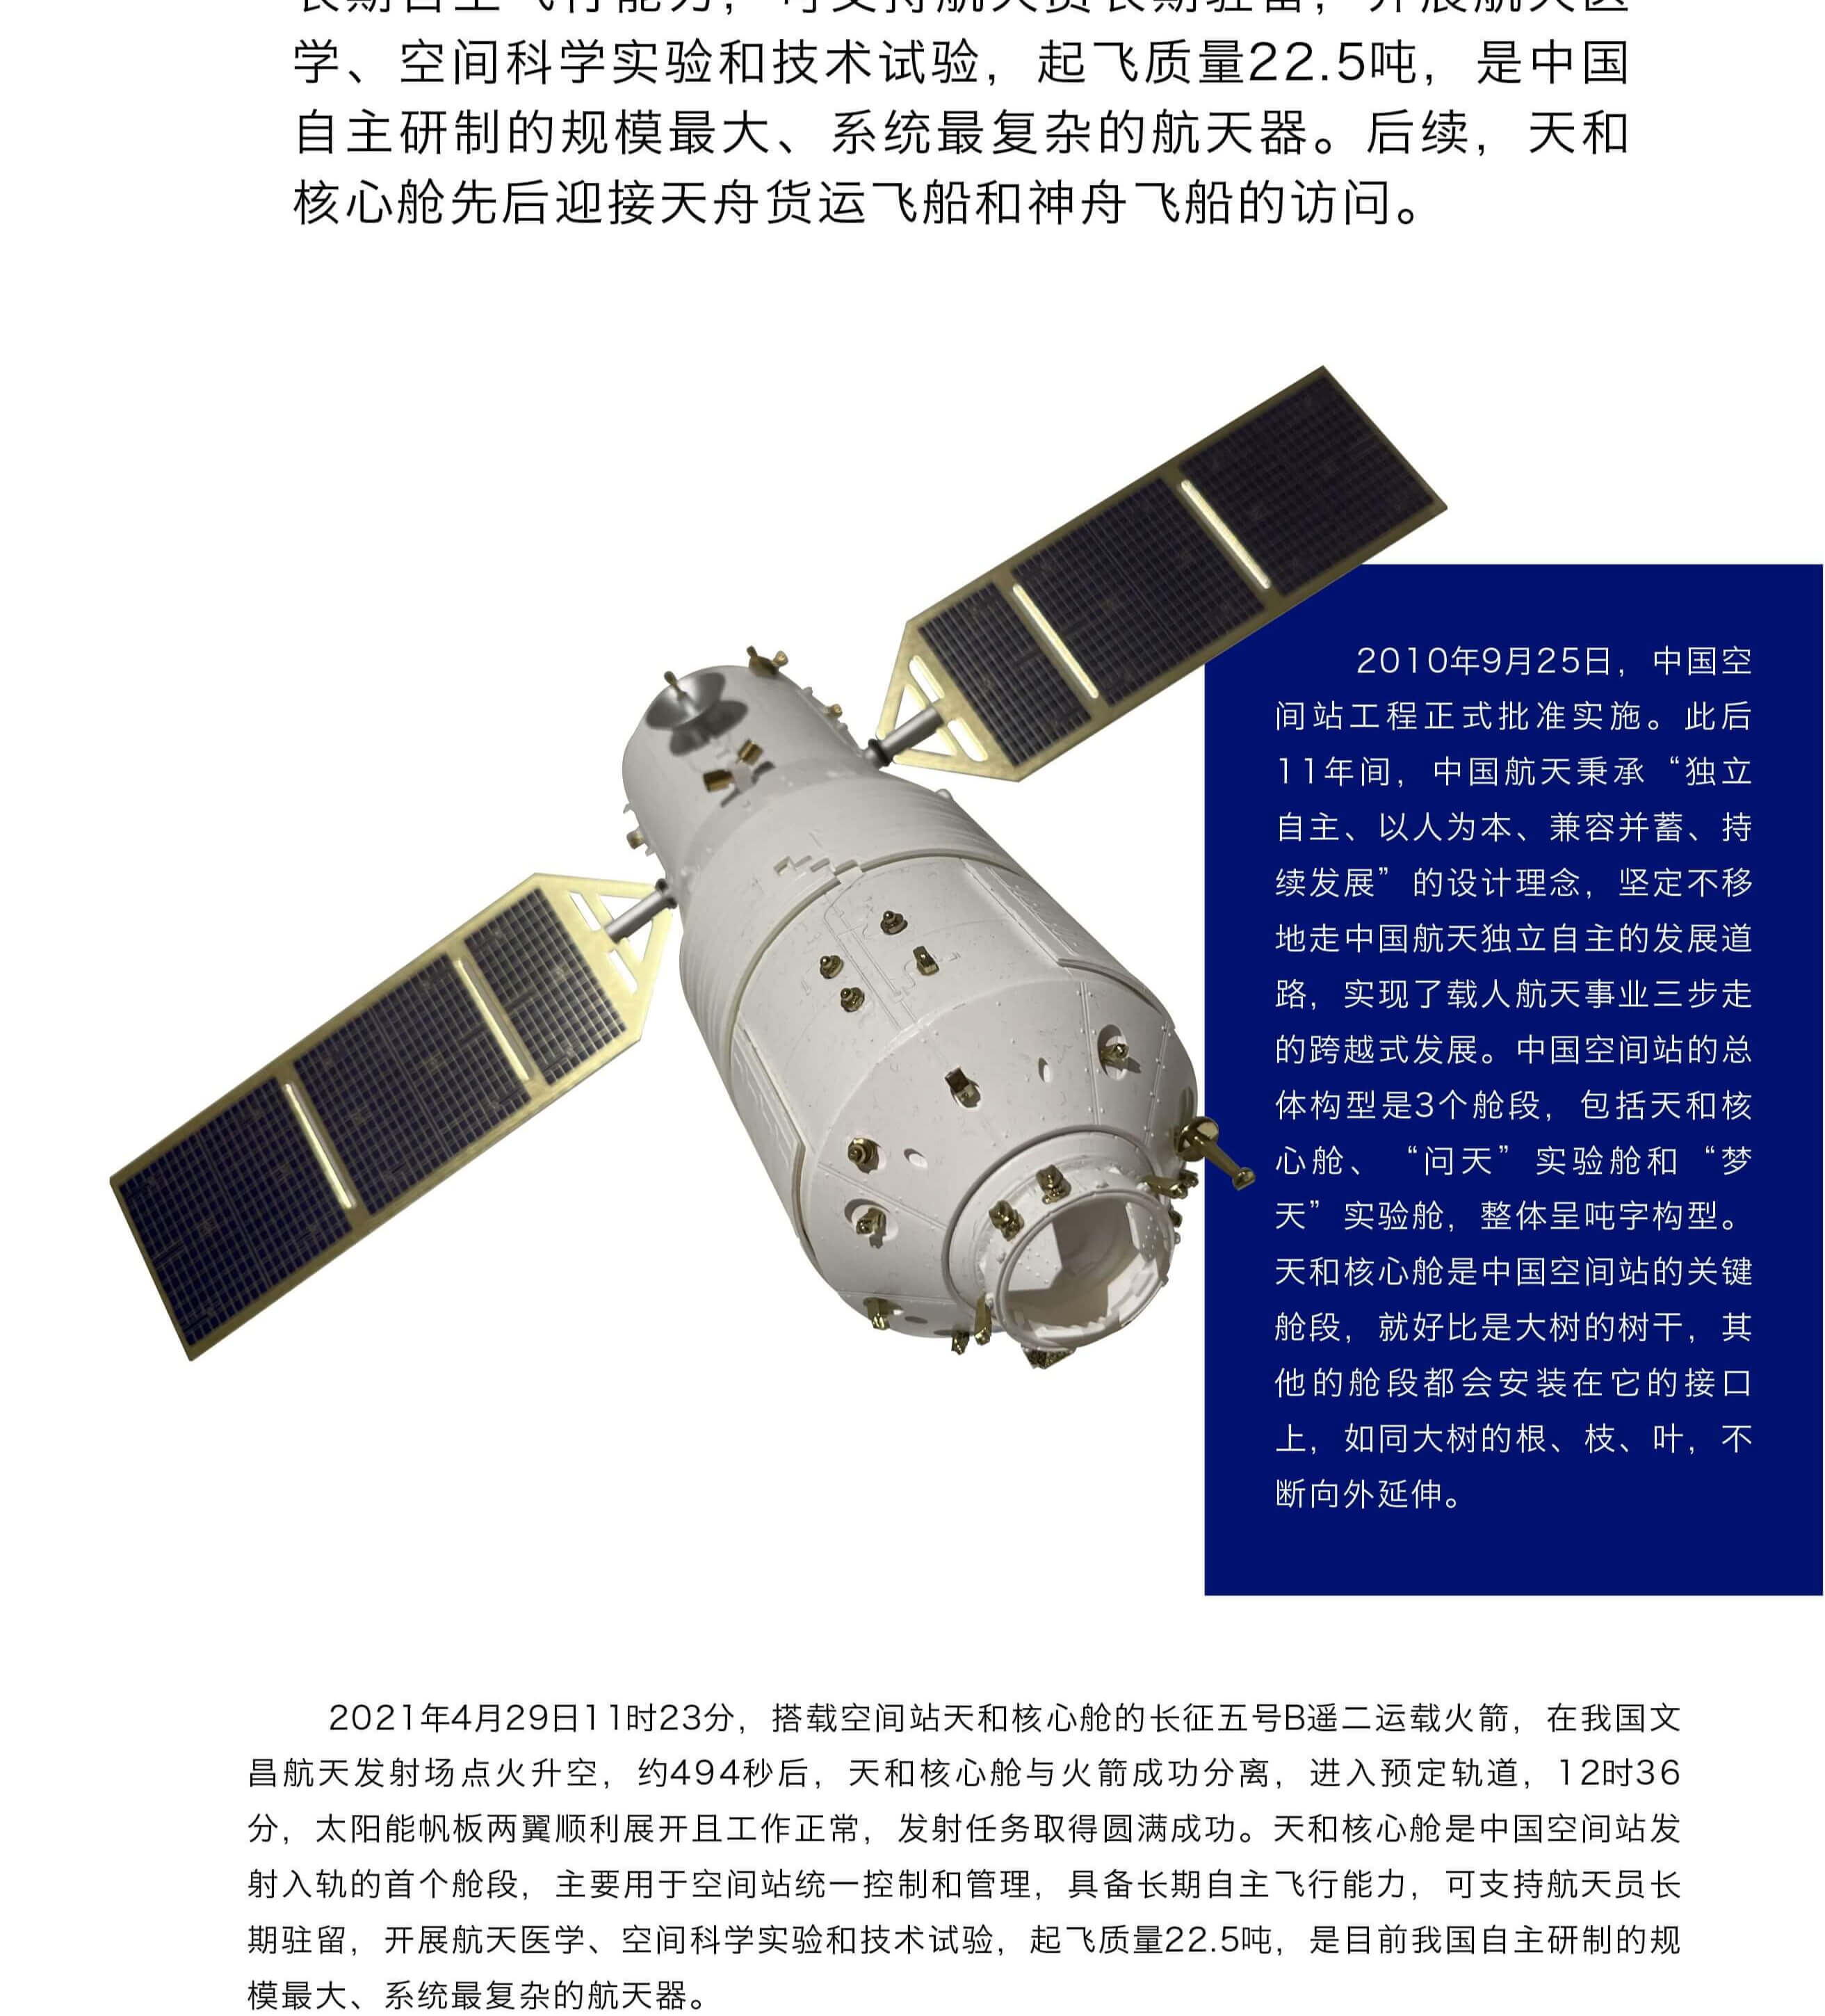 长期自主飞行能力，可支持航天员长期驻留，开展航天医
学、空间科学实验和技术试验，起飞质量22.5吨，是中国
自主研制的规模最大、系统最复杂的航天器。后续，天和
核心舱先后迎接天舟货运飞船和神舟飞船的访问。
2010年9月25日，中国空
间站工程正式批准实施。此后
11年间，中国航天秉承“独立
自主、以人为本、兼容并蓄、持
续发展”的设计理念，坚定不移
地走中国航天独立自主的发展道
路，实现了载人航天事业三步走
的跨越式发展。中国空间站的总
体构型是3个舱段，包括天和核
心舱、“问天”实验舱和“梦
天”实验舱，整体呈吨字构型。
天和核心舱是中国空间站的关键
舱段，就好比是大树的树干，其
他的舱段都会安装在它的接口
上，如同大树的根、枝、叶，不
断向外延伸。
2021年4月29日11时23分，搭载空间站天和核心舱的长征五号B遥二运载火箭，在我国文
昌航天发射场点火升空，约494秒后，天和核心舱与火箭成功分离，进入预定轨道，12时36
分，太阳能帆板两翼顺利展开且工作正常，发射任务取得圆满成功。天和核心舱是中国空间站发
射入轨的首个舱段，主要用于空间站统一控制和管理，具备长期自主飞行能力，可支持航天员长
期驻留，开展航天医学、空间科学实验和技术试验，起飞质量22.5吨，是目前我国自主研制的规
模最大、系统最复杂的航天器。